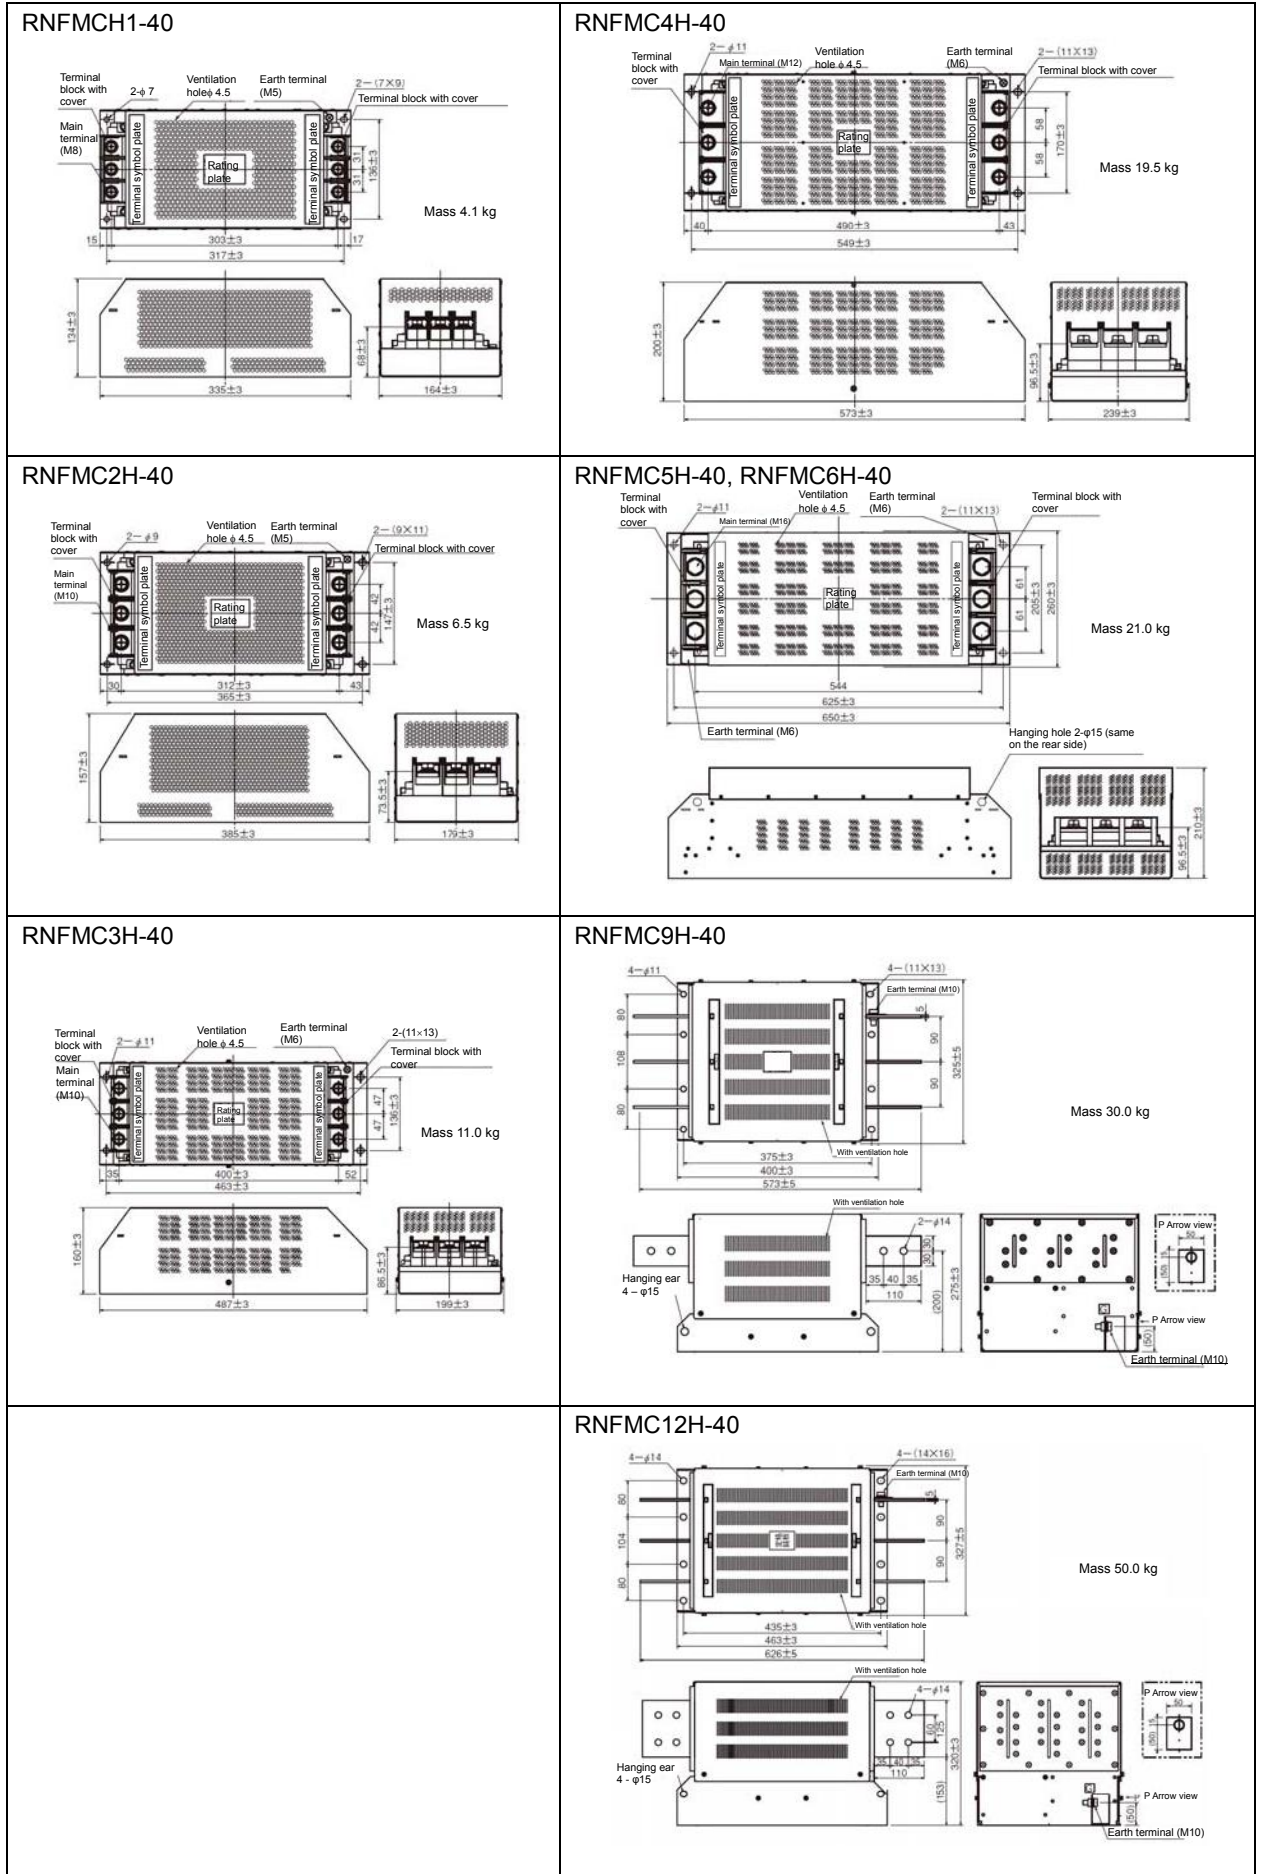 RNFMCH1-40
Terminal
block with
cover
2-ϕ 7
Ventilation
holeϕ 4.5
Earth terminal
(M5)
2－(7×9)
Terminal block with cover
Main
terminal
(M8)
Terminal symbol plate
Rating
plate
Terminal symbol plate
31
31
136±3
Mass 4.1 kg
15
303±3
17
317±3
134±3
68±3
335±3
164±3
RNFMC4H-40
Terminal
block with
cover
2－ϕ11
Main terminal (M12)
Ventilation
hole ϕ 4.5
Earth terminal
(M6)
2－(11×13)
Terminal block with cover
Terminal symbol plate
Rating
plate
Terminal symbol plate
58
58
170±3
Mass 19.5 kg
40
490±3
43
549±3
200±3
96.5±3
573±3
239±3
RNFMC2H-40
Terminal
block with
cover
2－ϕ9
Ventilation
hole ϕ 4.5
Earth terminal
(M5)
2－(9×11)
Terminal block with cover
Main
terminal
(M10)
Terminal symbol plate
Rating
plate
Terminal symbol plate
42
42
147±3
Mass 6.5 kg
30
312±3
43
365±3
157±3
73.5±3
385±3
179±3
RNFMC5H-40, RNFMC6H-40
Terminal
block with
cover
2－ϕ11
Main terminal (M16)
Ventilation
hole ϕ 4.5
Earth terminal
(M6)
2－(11×13)
Terminal block with
cover
Terminal symbol plate
Rating
plate
Terminal symbol plate
61
61
205±3
260±3
Mass 21.0 kg
544
625±3
650±3
Earth terminal (M6)
Hanging hole 2-φ15 (same
on the rear side)
96.5±3
210±3
RNFMC3H-40
Terminal
block with
cover
2－ϕ11
Ventilation
hole ϕ 4.5
Earth terminal
(M6)
2-(11×13)
Terminal block with
cover
Main
terminal
(M10)
Terminal symbol plate
Rating
plate
Terminal symbol plate
47
47
136±3
Mass 11.0 kg
35
400±3
52
463±3
160±3
86.5±3
487±3
199±3
RNFMC9H-40
4－ϕ11
4－(11×13)
Earth terminal (M10)
80
108
80
5
90
90
325±5
Mass 30.0 kg
With ventilation hole
375±3
400±3
573±5
With ventilation hole
2－ϕ14
30
30
35
40
35
110
Hanging ear
4 – φ15
(200)
275±3
P Arrow view
50
15
(50)
P Arrow view
(50)
Earth terminal (M10)
RNFMC12H-40
4－ϕ14
4－(14×16)
Earth terminal (M10)
80
104
80
5
90
90
327±5
Mass 50.0 kg
With ventilation hole
435±3
463±3
626±5
With ventilation hole
4－ϕ14
60
125
35
40
35
110
Hanging ear
4 - φ15
(153)
320±3
P Arrow view
50
15
(50)
P Arrow view
(50)
Earth terminal (M10)